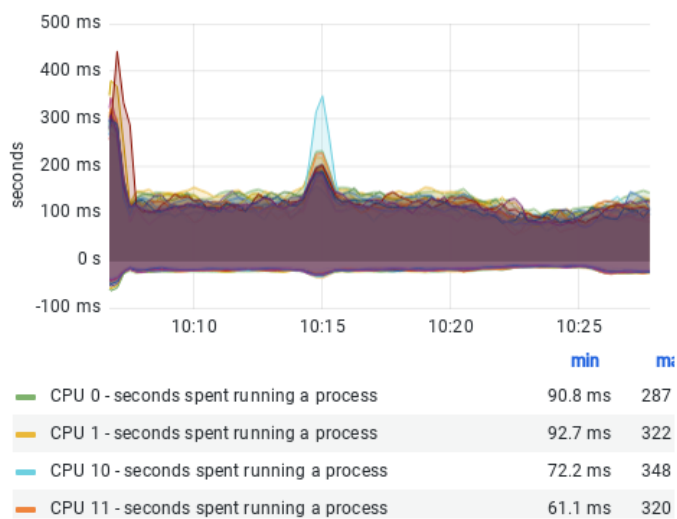 500 ms
400 ms
300 ms
200 ms
100 ms
0 s
-100 ms
seconds
10:10 10:15 10:20 10:25
min
CPU 0 - seconds spent running a process 90.8 ms 287
CPU 1 - seconds spent running a process 92.7 ms 322
CPU 10 - seconds spent running a process 72.2 ms 348
CPU 11 - seconds spent running a process 61.1 ms 320